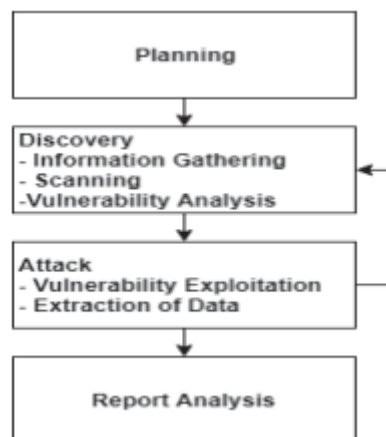 Planning
Discovery
- Information Gathering
- Scanning
-Vulnerability Analysis
Attack
- Vulnerability Exploitation
- Extraction of Data
Report Analysis